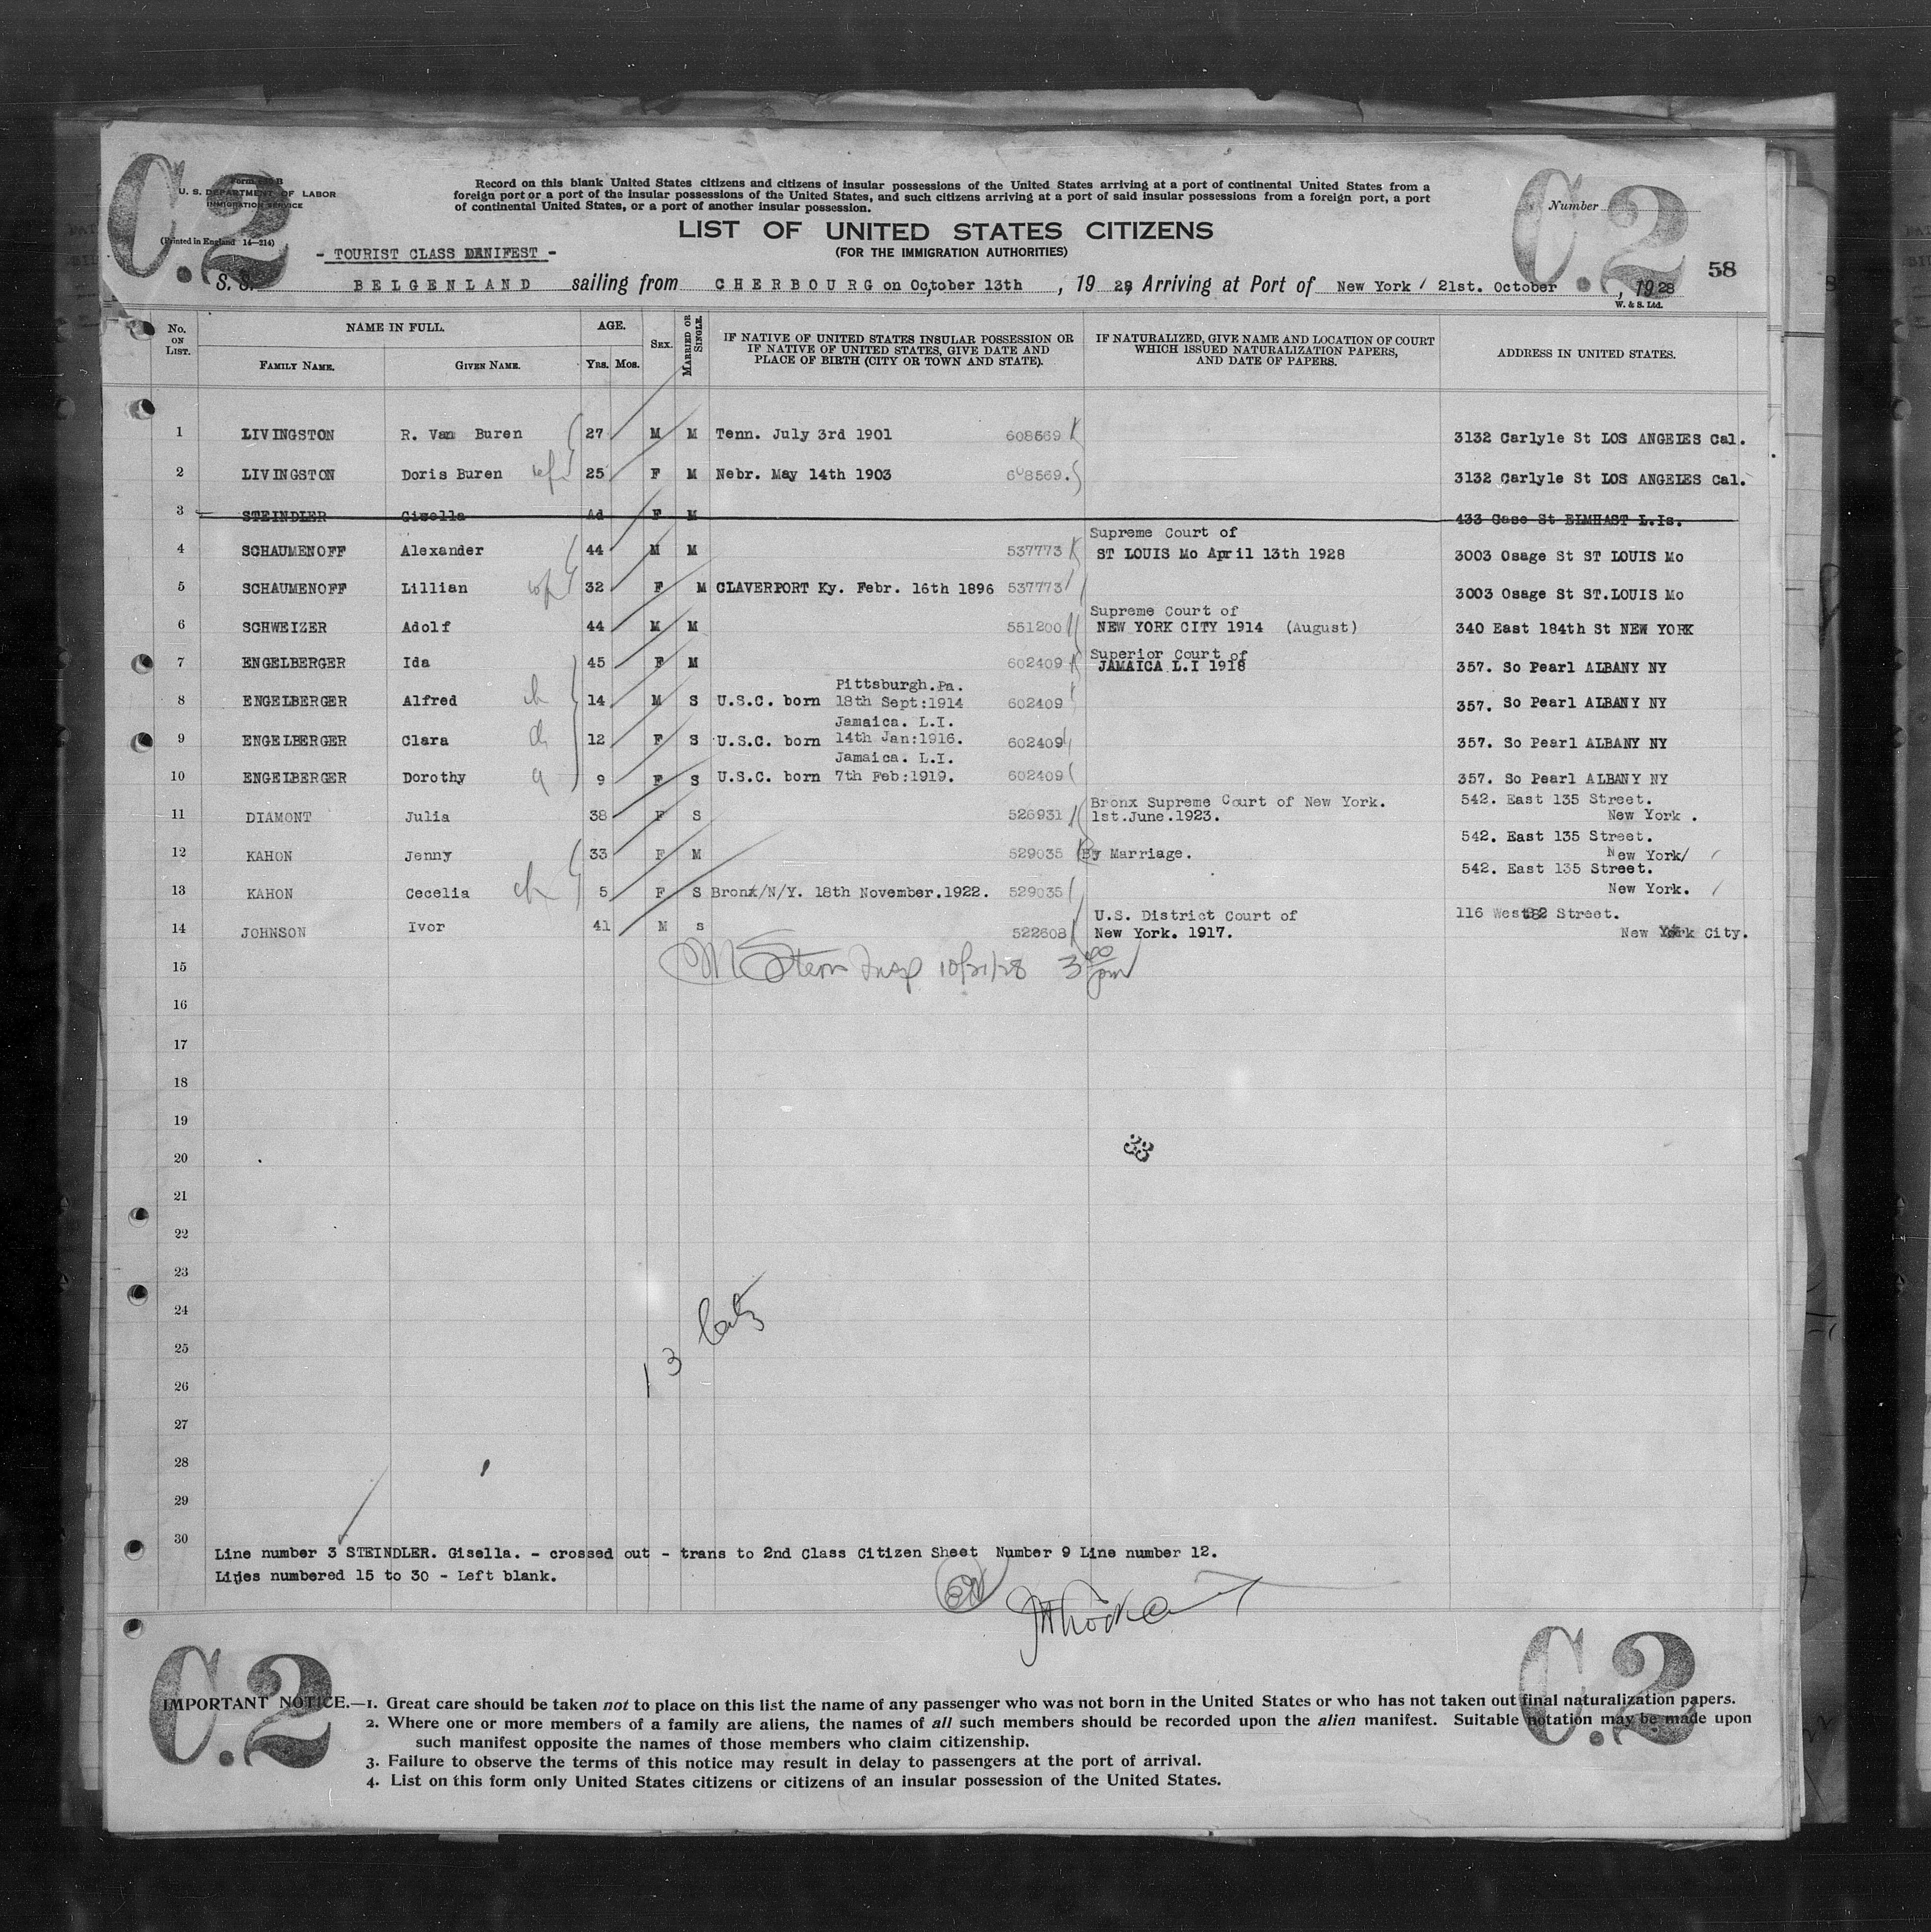 C.2
C.2
Form 630 B
U. S. DEPARTMENT OF LABOR
IMMIGRATION SERVICE
(Printed in England 14—214)
Record on this blank United States citizens and citizens of insular possessions of the United States arriving at a port of continental United States from a
foreign port or a port of the insular possessions of the United States, and such citizens arriving at a port of said insular possessions from a foreign port, a port
of continental United States, or a port of another insular possession.
Number
LIST OF UNITED STATES CITIZENS
(FOR THE IMMIGRATION AUTHORITIES)
- TOURIST CLASS MANIFEST -
58
S. S. BELGENLAND sailing from CHERBOURG on October 13th, 19 28, Arriving at Port of New York / 21st. October, 1928
W. & S. Ltd.
No. ON LIST.
NAME IN FULL.
FAMILY NAME.
GIVEN NAME.
AGE.
YRS. MOS.
SEX.
MARRIED OR SINGLE.
IF NATIVE OF UNITED STATES INSULAR POSSESSION OR
IF NATIVE OF UNITED STATES, GIVE DATE AND
PLACE OF BIRTH (CITY OR TOWN AND STATE).
IF NATURALIZED, GIVE NAME AND LOCATION OF COURT
WHICH ISSUED NATURALIZATION PAPERS,
AND DATE OF PAPERS.
ADDRESS IN UNITED STATES.
1 LIVINGSTON R. Van Buren 27 M M Tenn. July 3rd 1901 608569 3132 Carlyle St LOS ANGELES Cal.
2 LIVINGSTON Doris Buren 25 F M Nebr. May 14th 1903 608569. 3132 Carlyle St LOS ANGELES Cal.
3 STEINDLER Gisella Ad F M 433 Case St ELMHAST L.Is.
Supreme Court of
4 SCHAUMENOFF Alexander 44 M M 537773 ST LOUIS Mo April 13th 1928 3003 Osage St ST LOUIS Mo
5 SCHAUMENOFF Lillian 32 F M CLAVERPORT Ky. Febr. 16th 1896 537773 3003 Osage St ST.LOUIS Mo
Supreme Court of
6 SCHWEIZER Adolf 44 M M 551200 NEW YORK CITY 1914 (August) 340 East 184th St NEW YORK
Superior Court of
7 ENGELBERGER Ida 45 F M 602409 JAMAICA L.I 1918 357. So Pearl ALBANY NY
Pittsburgh.Pa.
8 ENGELBERGER Alfred ch 14 M S U.S.C. born 18th Sept:1914 602409 357. So Pearl ALBANY NY
Jamaica. L.I.
9 ENGELBERGER Clara 12 F S U.S.C. born 14th Jan:1916. 602409 357. So Pearl ALBANY NY
Jamaica. L.I.
10 ENGELBERGER Dorothy 9 F S U.S.C. born 7th Feb:1919. 602409 357. So Pearl ALBANY NY
Bronx Supreme Court of New York. 542. East 135 Street.
11 DIAMONT Julia 38 F S 526931 1st.June.1923. New York .
542. East 135 Street.
12 KAHON Jenny 33 F M 529035 By Marriage. New York/
542. East 135 Street.
13 KAHON Cecelia ch 5 F S Bronx/N/Y. 18th November.1922. 529035 New York.
U.S. District Court of 116 West 82 Street.
14 JOHNSON Ivor 41 M s 522608 New York. 1917. New York City.
15 Stern Insp 10/21/28 3 00 pm
16
17
18
19
33
20
21
22
23
24
25
13
26
27
28
29
30
Line number 3 STEINDLER. Gisella. - crossed out - trans to 2nd Class Citizen Sheet Number 9 Line number 12.
Lines numbered 15 to 30 - Left blank.
C.2
C.2
IMPORTANT NOTICE.—1. Great care should be taken not to place on this list the name of any passenger who was not born in the United States or who has not taken out final naturalization papers.
2. Where one or more members of a family are aliens, the names of all such members should be recorded upon the alien manifest. Suitable notation may be made upon
such manifest opposite the names of those members who claim citizenship.
3. Failure to observe the terms of this notice may result in delay to passengers at the port of arrival.
4. List on this form only United States citizens or citizens of an insular possession of the United States.